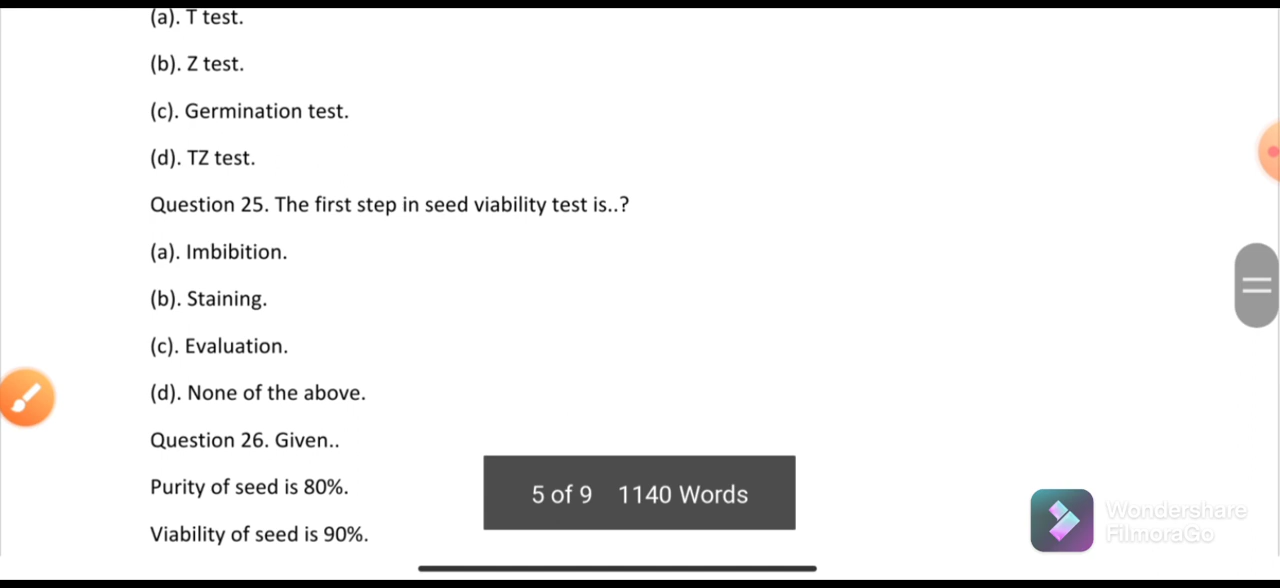 (a). T test.
(b). Z test.
(c). Germination test.
(d). TZ test.
Question 25. The first step in seed viability test is..?
(a). Imbibition.
(b). Staining.
(c). Evaluation.
(d). None of the above.
Question 26. Given..
Purity of seed is 80%.
5 of 9 1140 Words
Viability of seed is 90%.
Wondershare
FilmoraGo